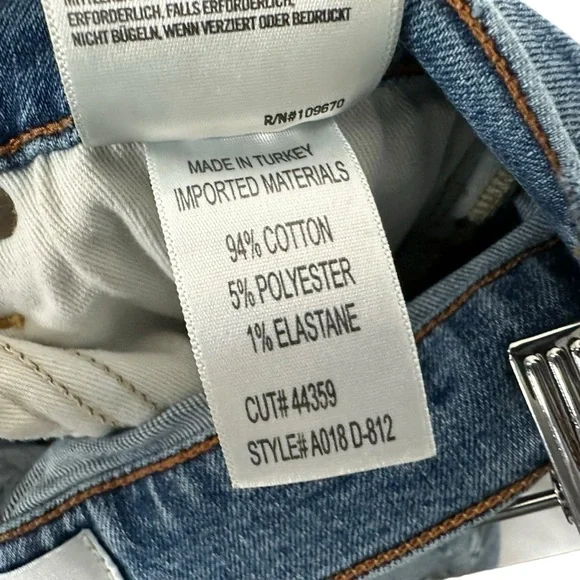 ERFORDERLICH, FALLS ERFORDERLICH,
NICHT BÜGELN, WENN VERZIERT ODER BEDRUCKT
R/N#109670
MADE IN TURKEY
IMPORTED MATERIALS
94% COTTON
5% POLYESTER
1% ELASTANE
CUT# 44359
STYLE# A018 D-812